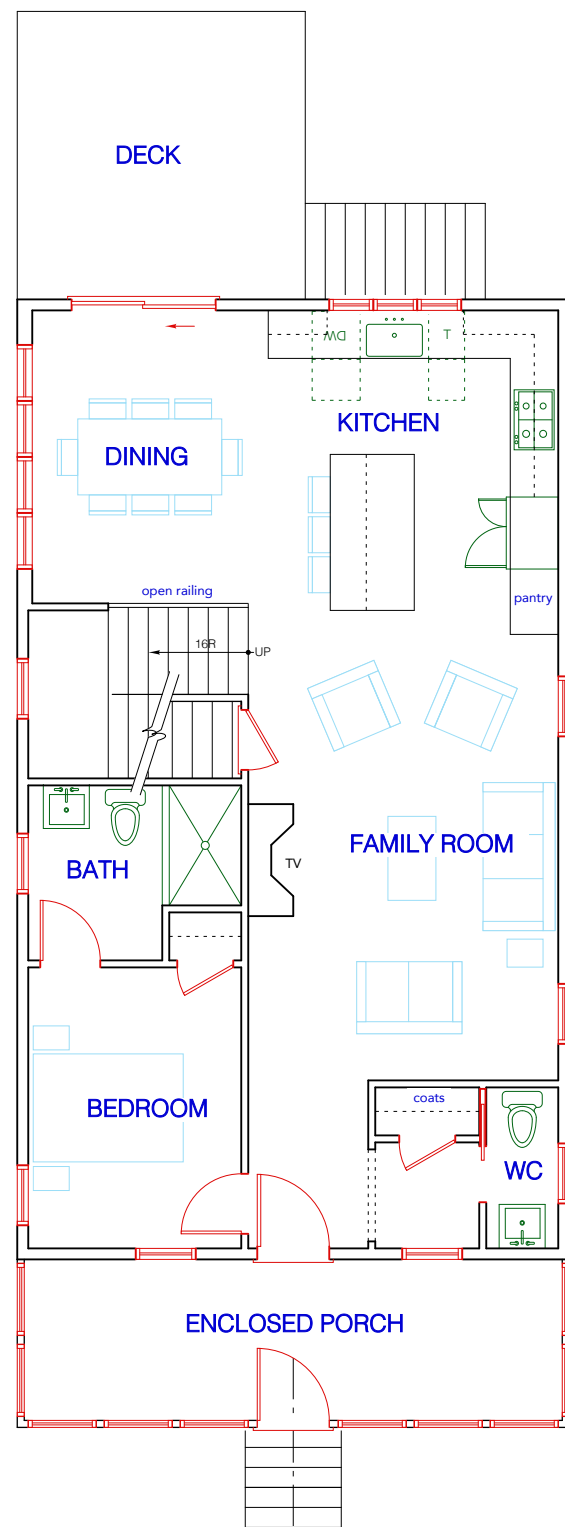 DECK
DW
T
KITCHEN
DINING
open railing
pantry
16R
UP
FAMILY ROOM
TV
BATH
coats
BEDROOM
WC
ENCLOSED PORCH